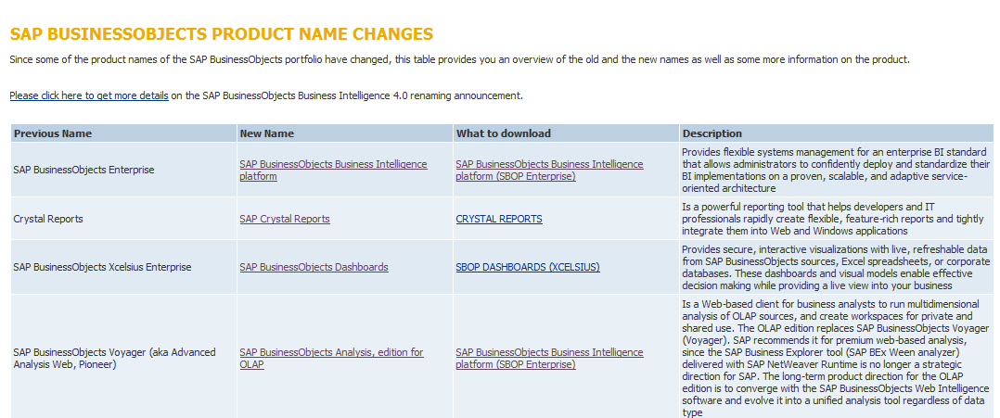 SAP BUSINESSOBJECTS PRODUCT NAME CHANGES
Since some of the product names of the SAP BusinessObjects portfolio have changed, this table provides you an overview of the old and the new names as well as some more information on the product.
Please click here to get more details on the SAP BusinessObjects Business Intelligence 4.0 renaming announcement.
Previous Name
New Name
What to download
Description
SAP BusinessObjects Enterprise
SAP BusinessObjects Business Intelligence
platform
SAP BusinessObjects Business Intelligence
platform (SBOP Enterprise)
Provides flexible systems management for an enterprise BI standard
that allows administrators to confidently deploy and standardize their
BI implementations on a proven, scalable, and adaptive service-
oriented architecture
Crystal Reports
SAP Crystal Reports
CRYSTAL REPORTS
Is a powerful reporting tool that helps developers and IT
professionals rapidly create flexible, feature-rich reports and tightly
integrate them into Web and Windows applications
SAP BusinessObjects Xcelsius Enterprise
SAP BusinessObjects Dashboards
SBOP DASHBOARDS (XCELSIUS)
Provides secure, interactive visualizations with live, refreshable data
from SAP BusinessObjects sources, Excel spreadsheets, or corporate
databases. These dashboards and visual models enable effective
decision making while providing a live view into your business
SAP BusinessObjects Voyager (aka Advanced
Analysis Web, Pioneer)
SAP BusinessObjects Analysis, edition for
OLAP
SAP BusinessObjects Business Intelligence
platform (SBOP Enterprise)
Is a Web-based client for business analysts to run multidimensional
analysis of OLAP sources, and create workspaces for private and
shared use. The OLAP edition replaces SAP BusinessObjects Voyager
(Voyager). SAP recommends it for premium web-based analysis,
since the SAP Business Explorer tool (SAP BEx Ween analyzer)
delivered with SAP NetWeaver Runtime is no longer a strategic
direction for SAP. The long-term product direction for the OLAP
edition is to converge with the SAP BusinessObjects Web Intelligence
software and evolve it into a unified analysis tool regardless of data
type